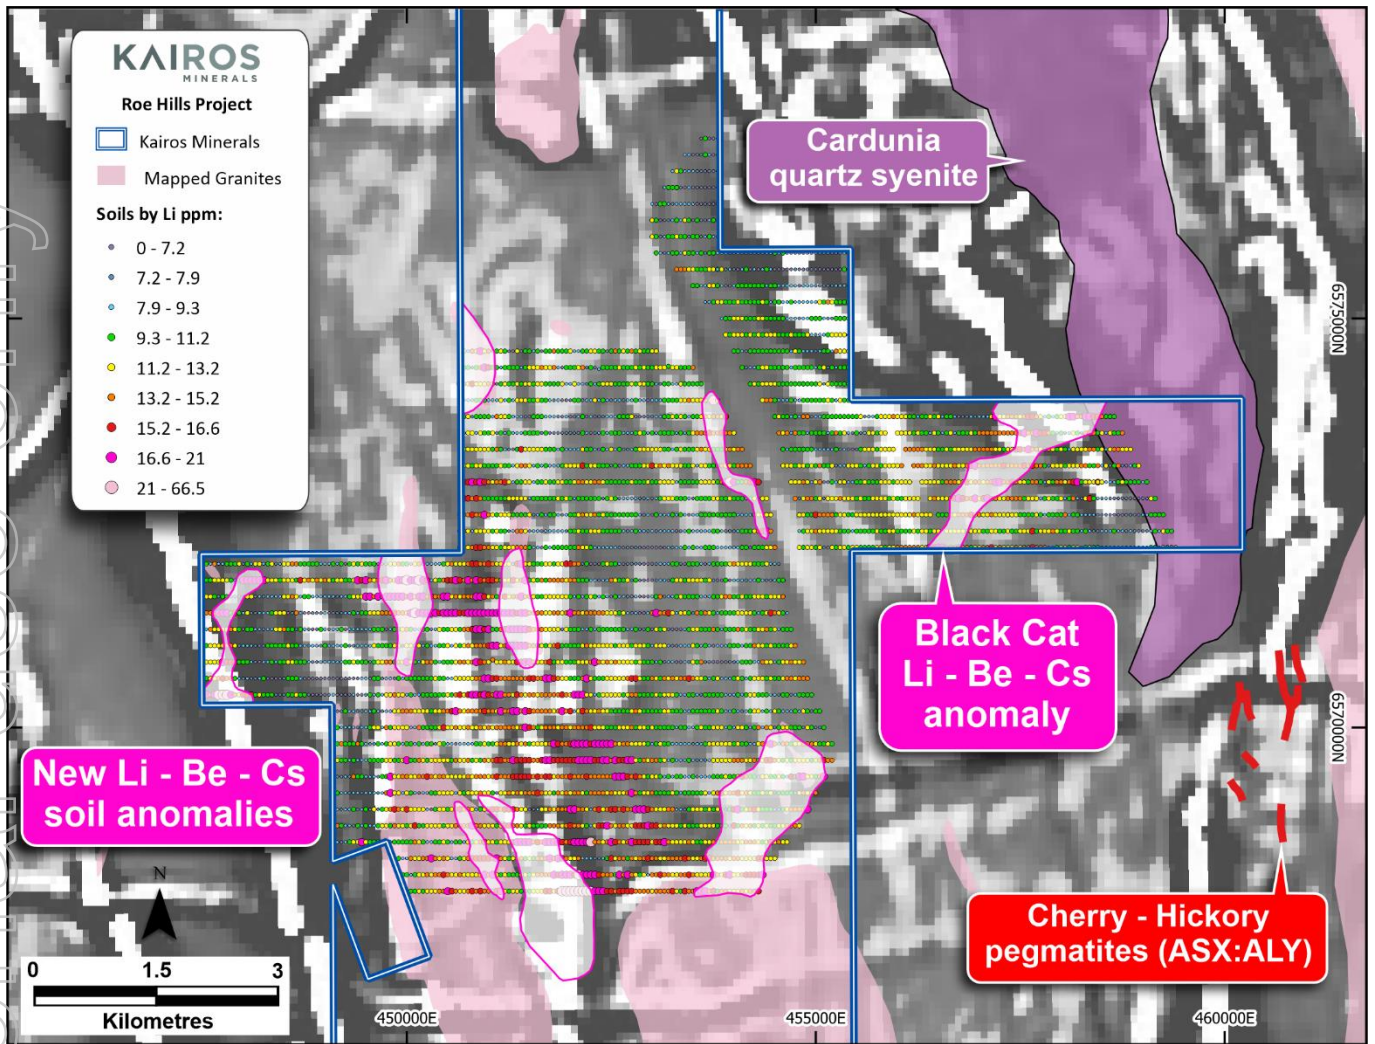 KAIROS
MINERALS
Roe Hills Project
Kairos Minerals
Mapped Granites
Soils by Li ppm:
0 - 7.2
7.2 - 7.9
7.9 - 9.3
9.3 - 11.2
11.2 - 13.2
13.2 - 15.2
15.2 - 16.6
16.6 - 21
21 - 66.5
Cardunia
quartz syenite
6575000N
Black Cat
Li - Be - Cs
anomaly
6570000N
New Li - Be - Cs
soil anomalies
Cherry - Hickory
pegmatites (ASX:ALY)
N
0 1.5 3
Kilometres
450000E
455000E
460000E